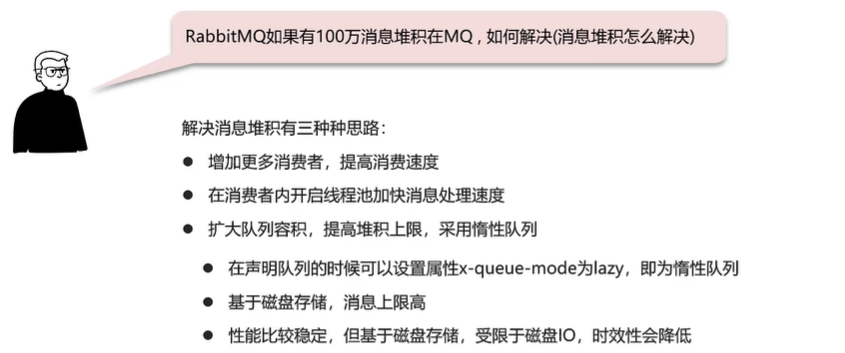 RabbitMQ如果有100万消息堆积在MQ , 如何解决(消息堆积怎么解决)
解决消息堆积有三种种思路：
● 增加更多消费者，提高消费速度
● 在消费者内开启线程池加快消息处理速度
● 扩大队列容积，提高堆积上限，采用惰性队列
● 在声明队列的时候可以设置属性x-queue-mode为lazy，即为惰性队列
● 基于磁盘存储，消息上限高
● 性能比较稳定，但基于磁盘存储，受限于磁盘IO，时效性会降低